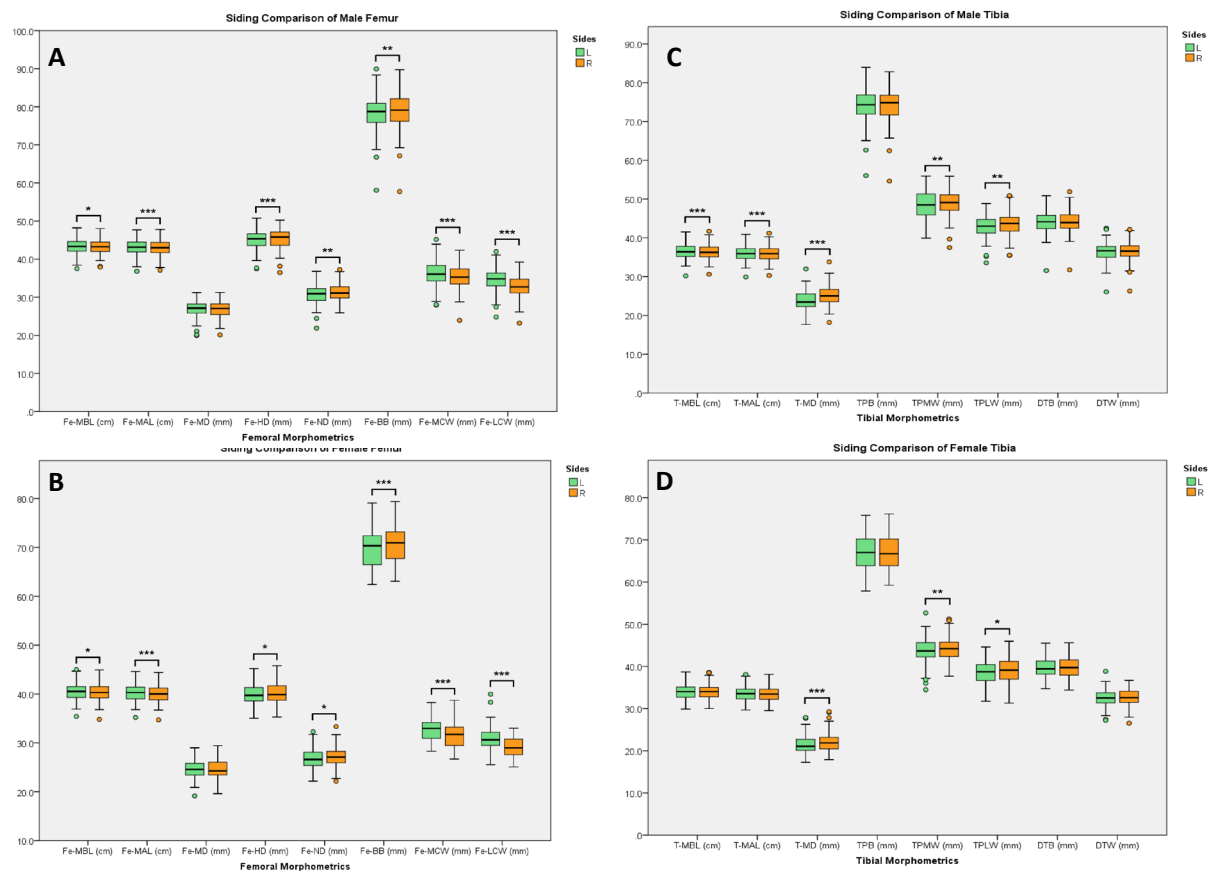 Siding Comparison of Male Femur
A
Sides
L
R
100.0
90.0
80.0
70.0
60.0
50.0
40.0
30.0
20.0
10.0
.0
*
***
***
**
**
***
***
Fe-MBL (cm)
Fe-MAL (cm)
Fe-MD (mm)
Fe-HD (mm)
Fe-ND (mm)
Fe-BB (mm)
Fe-MCW (mm)
Fe-LCW (mm)
Femoral Morphometrics
Siding Comparison of Male Tibia
C
Sides
L
R
90.0
80.0
70.0
60.0
50.0
40.0
30.0
20.0
10.0
.0
***
***
***
**
**
T-MBL (cm)
T-MAL (cm)
T-MD (mm)
TPB (mm)
TPMW (mm)
TPLW (mm)
DTB (mm)
DTW (mm)
Tibial Morphometrics
Siding Comparison of Female Femur
B
Sides
L
R
80.0
70.0
60.0
50.0
40.0
30.0
20.0
10.0
*
***
*
*
***
***
***
Fe-MBL (cm)
Fe-MAL (cm)
Fe-MD (mm)
Fe-HD (mm)
Fe-ND (mm)
Fe-BB (mm)
Fe-MCW (mm)
Fe-LCW (mm)
Femoral Morphometrics
Siding Comparison of Female Tibia
D
Sides
L
R
80.0
70.0
60.0
50.0
40.0
30.0
20.0
10.0
.0
***
**
*
T-MBL (cm)
T-MAL (cm)
T-MD (mm)
TPB (mm)
TPMW (mm)
TPLW (mm)
DTB (mm)
DTW (mm)
Tibial Morphometrics